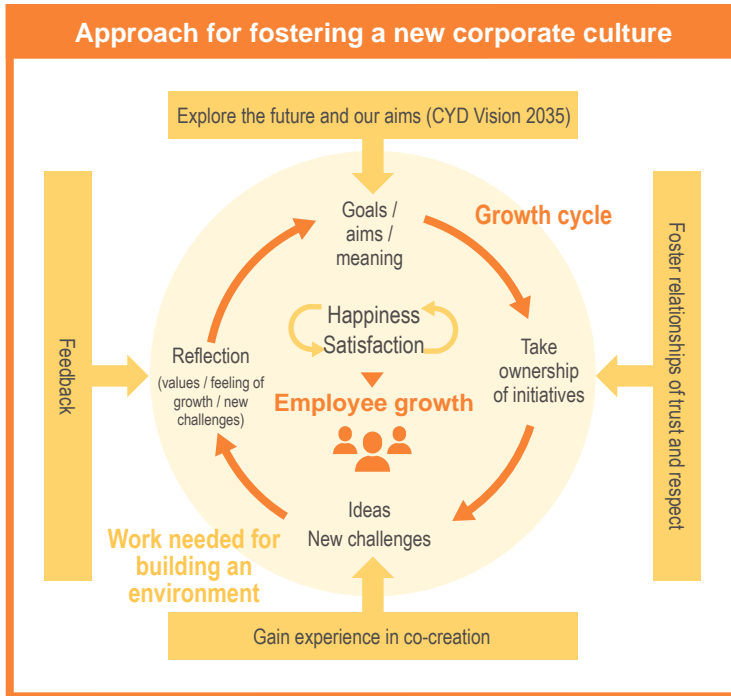 Approach for fostering a new corporate culture
Explore the future and our aims (CYD Vision 2035)
Goals /
aims /
meaning
Growth cycle
Feedback
Foster relationships of trust and respect
Happiness
Satisfaction
Reflection
(values / feeling of
growth / new
challenges)
Take
ownership
of initiatives
Employee growth
Ideas
New challenges
Work needed for
building an
environment
Gain experience in co-creation